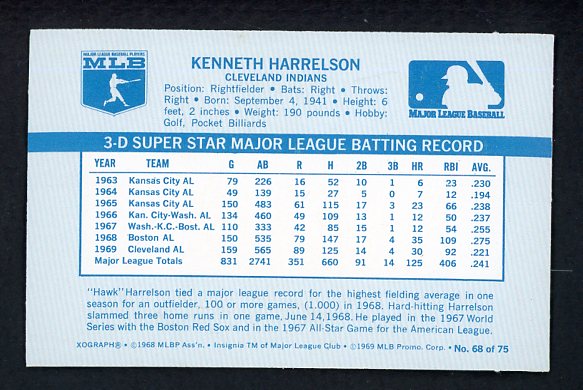 MAJOR LEAGUE BASEBALL PLAYERS
MLB
KENNETH HARRELSON
CLEVELAND INDIANS
Position: Rightfielder • Bats: Right • Throws:
Right • Born: September 4, 1941 • Height: 6
feet, 2 inches • Weight: 190 pounds • Hobby:
Golf, Pocket Billiards
MAJOR LEAGUE BASEBALL
3-D SUPER STAR MAJOR LEAGUE BATTING RECORD
YEAR TEAM G AB R H 2B 3B HR RBI AVG.
1963 Kansas City AL 79 226 16 52 10 1 6 23 .230
1964 Kansas City AL 49 139 15 27 5 0 7 12 .194
1965 Kansas City AL 150 483 61 115 17 3 23 66 .238
1966 Kan. City-Wash. AL 134 460 49 109 13 1 12 50 .237
1967 Wash.-K.C.-Bost. AL 110 333 42 85 14 1 12 54 .255
1968 Boston AL 150 535 79 147 17 4 35 109 .275
1969 Cleveland AL 159 565 89 125 14 4 30 92 .221
Major League Totals 831 2741 351 660 91 14 125 406 .241
"Hawk" Harrelson tied a major league record for the highest fielding average in one
season for an outfielder, 100 or more games, (1.000) in 1968. Hard-hitting Harrelson
slammed three home runs in one game, June 14, 1968. He played in the 1967 World
Series with the Boston Red Sox and in the 1967 All-Star Game for the American League.
XOGRAPH® • ©1968 MLBP Ass'n. • Insignia TM of Major League Club • ©1969 MLB Promo. Corp. • No. 68 of 75